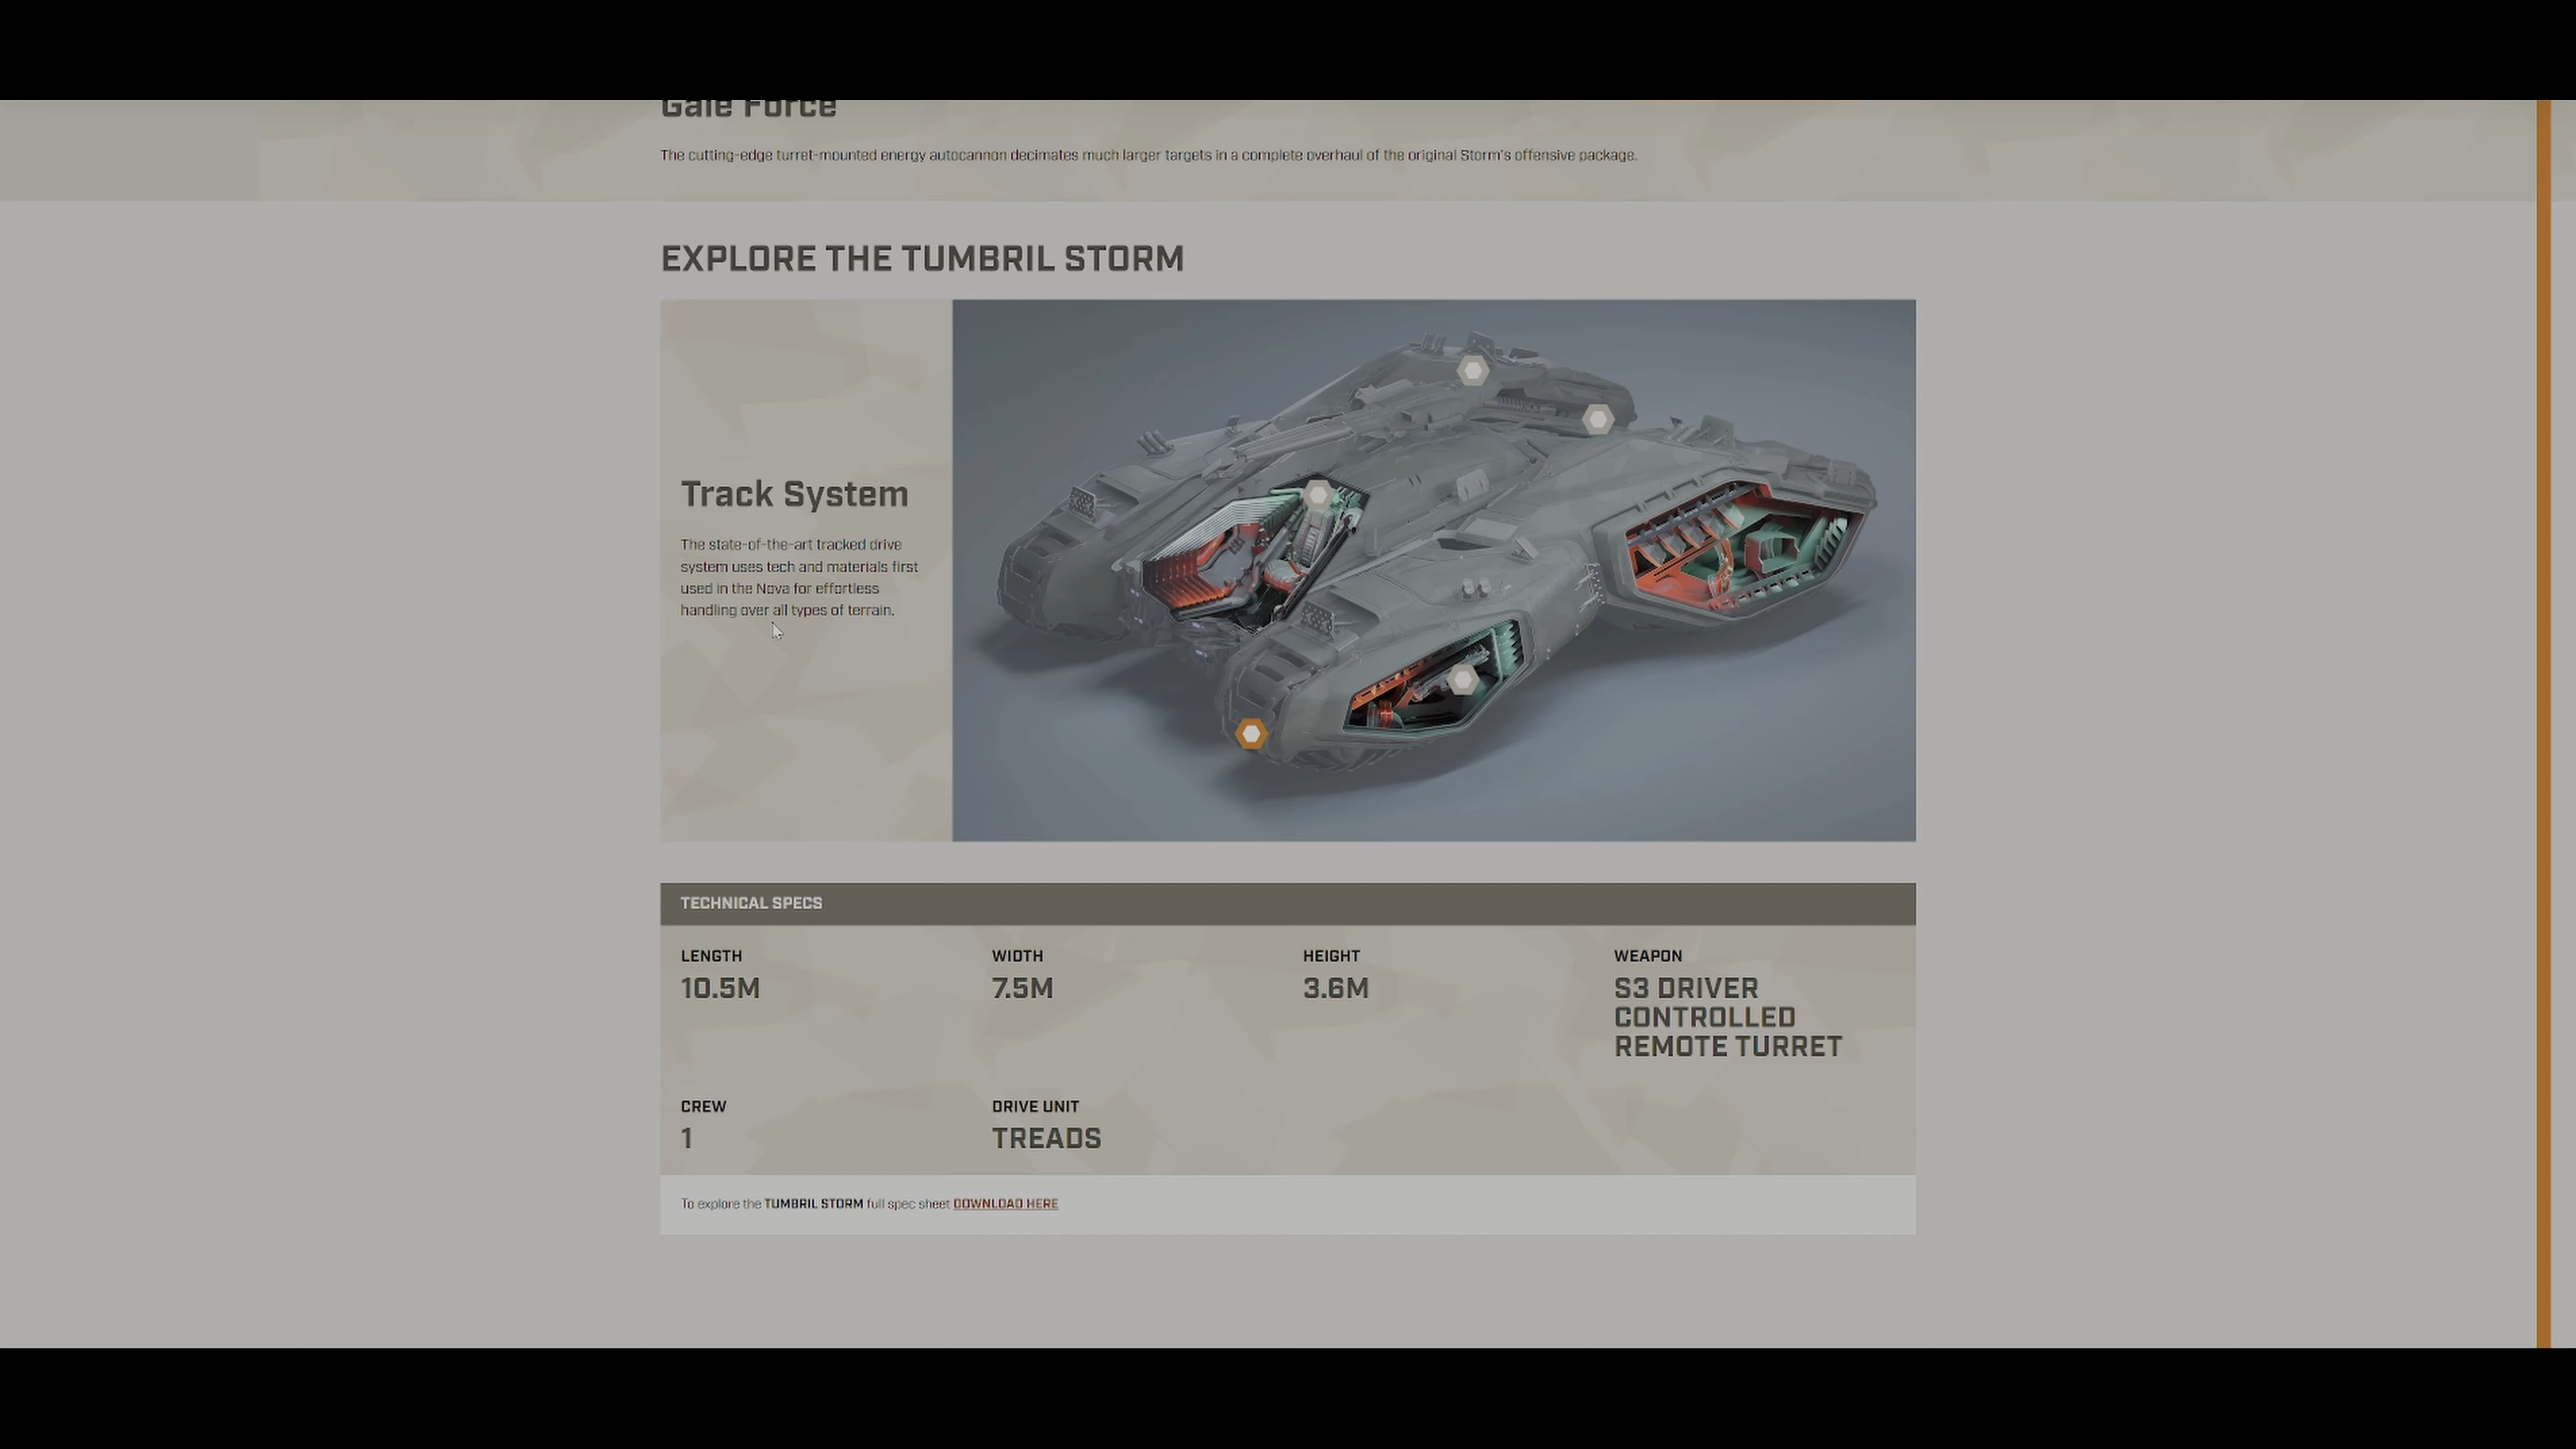 Gale Force
The cutting-edge turret-mounted energy autocannon decimates much larger targets in a complete overhaul of the original Storm's offensive package.
EXPLORE THE TUMBRIL STORM
Track System
The state-of-the-art tracked drive
system uses tech and materials first
used in the Nova for effortless
handling over all types of terrain.
TECHNICAL SPECS
LENGTH
10.5M
WIDTH
7.5M
HEIGHT
3.6M
WEAPON
S3 DRIVER
CONTROLLED
REMOTE TURRET
CREW
1
DRIVE UNIT
TREADS
To explore the TUMBRIL STORM full spec sheet DOWNLOAD HERE